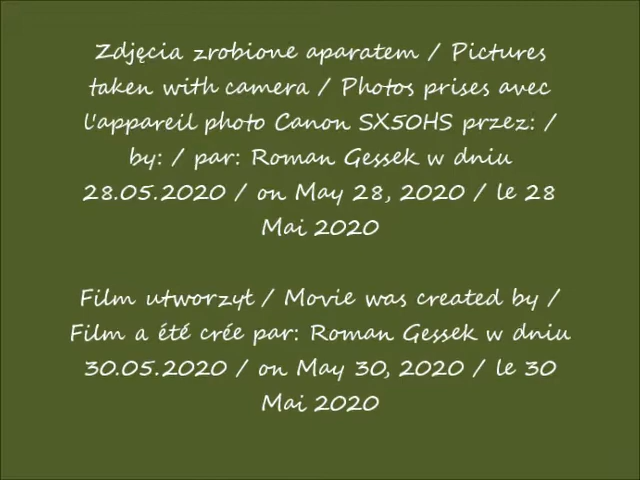 Zdjęcia zrobione aparatem / Pictures
taken with camera / Photos prises avec
l'appareil photo Canon SX50HS przez: /
by: / par: Roman Gessek w dniu
28.05.2020 / on May 28, 2020 / le 28
Mai 2020
Film utworzył / Movie was created by /
Film a été crée par: Roman Gessek w dniu
30.05.2020 / on May 30, 2020 / le 30
Mai 2020